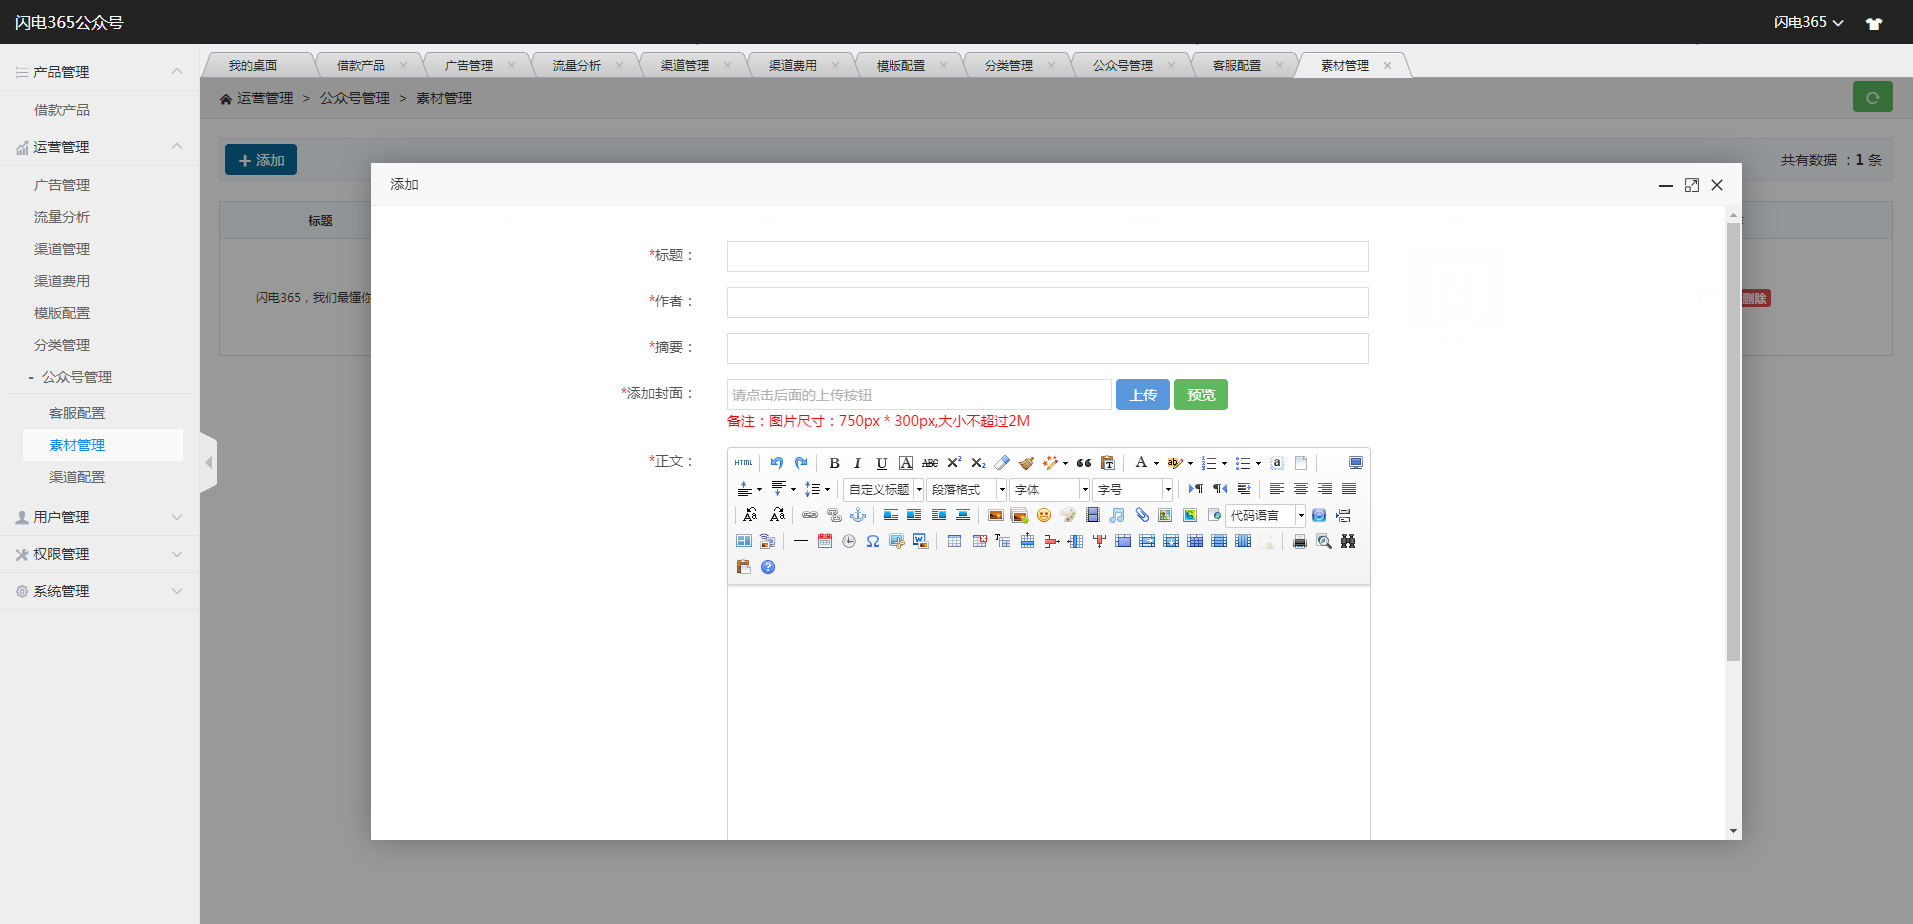 闪电365公众号
闪电365
产品管理
借款产品
运营管理
广告管理
流量分析
渠道管理
渠道费用
模版配置
分类管理
- 公众号管理
客服配置
素材管理
渠道配置
用户管理
权限管理
系统管理
我的桌面 借款产品 广告管理 流量分析 渠道管理 渠道费用 模版配置 分类管理 公众号管理 客服配置 素材管理
运营管理 > 公众号管理 > 素材管理
添加
共有数据 ：1 条
标题
闪电365，我们最懂你
删除
添加
*标题：
*作者：
*摘要：
*添加封面：
请点击后面的上传按钮
上传 预览
备注：图片尺寸：750px * 300px,大小不超过2M
*正文：
HTML B I U A ABC X² X₂ A ab a
自定义标题 段落格式 字体 字号
代码语言